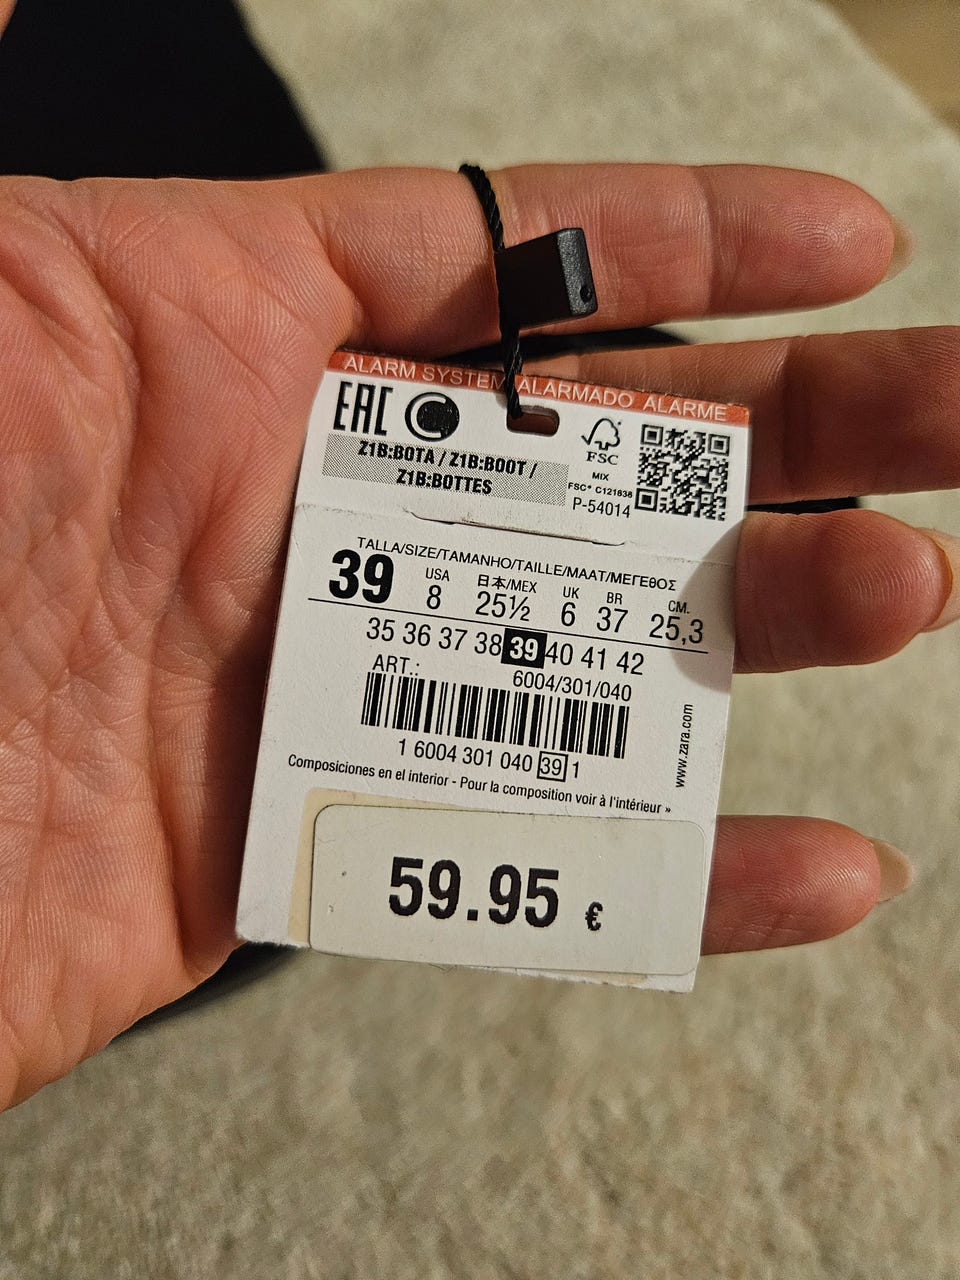 ALARM SYSTEM ALARMADO ALARME
EAC
Z1B:BOTA / Z1B:BOOT /
Z1B:BOTTES
FSC
MIX
FSC® C121838
P-54014
TALLA/SIZE/TAMANHO/TAILLE/MAAT/ΜΕΓΕΘΟΣ
39
USA
8
日本/MEX
25½
UK
6
BR
37
CM.
25,3
35 36 37 38 39 40 41 42
ART.:
6004/301/040
1 6004 301 040 39 1
www.zara.com
Composiciones en el interior - Pour la composition voir à l'intérieur »
59.95 €